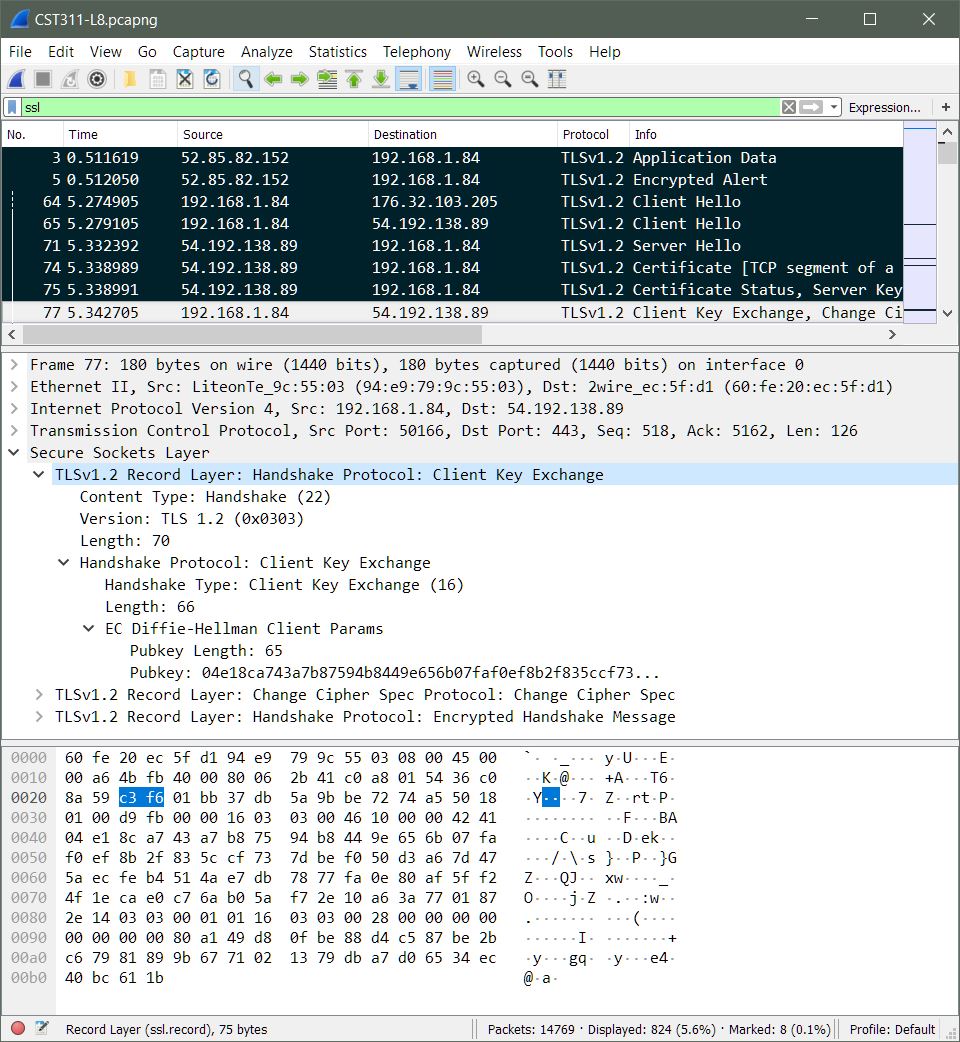 CST311-L8.pcapng
File Edit View Go Capture Analyze Statistics Telephony Wireless Tools Help
ssl Expression... +
No. Time Source Destination Protocol Info
3 0.511619 52.85.82.152 192.168.1.84 TLSv1.2 Application Data
5 0.512050 52.85.82.152 192.168.1.84 TLSv1.2 Encrypted Alert
64 5.274905 192.168.1.84 176.32.103.205 TLSv1.2 Client Hello
65 5.279105 192.168.1.84 54.192.138.89 TLSv1.2 Client Hello
71 5.332392 54.192.138.89 192.168.1.84 TLSv1.2 Server Hello
74 5.338989 54.192.138.89 192.168.1.84 TLSv1.2 Certificate [TCP segment of a
75 5.338991 54.192.138.89 192.168.1.84 TLSv1.2 Certificate Status, Server Key
77 5.342705 192.168.1.84 54.192.138.89 TLSv1.2 Client Key Exchange, Change Ci
Frame 77: 180 bytes on wire (1440 bits), 180 bytes captured (1440 bits) on interface 0
Ethernet II, Src: LiteonTe_9c:55:03 (94:e9:79:9c:55:03), Dst: 2wire_ec:5f:d1 (60:fe:20:ec:5f:d1)
Internet Protocol Version 4, Src: 192.168.1.84, Dst: 54.192.138.89
Transmission Control Protocol, Src Port: 50166, Dst Port: 443, Seq: 518, Ack: 5162, Len: 126
Secure Sockets Layer
TLSv1.2 Record Layer: Handshake Protocol: Client Key Exchange
Content Type: Handshake (22)
Version: TLS 1.2 (0x0303)
Length: 70
Handshake Protocol: Client Key Exchange
Handshake Type: Client Key Exchange (16)
Length: 66
EC Diffie-Hellman Client Params
Pubkey Length: 65
Pubkey: 04e18ca743a7b87594b8449e656b07faf0ef8b2f835ccf73...
TLSv1.2 Record Layer: Change Cipher Spec Protocol: Change Cipher Spec
TLSv1.2 Record Layer: Handshake Protocol: Encrypted Handshake Message
0000 60 fe 20 ec 5f d1 94 e9 79 9c 55 03 08 00 45 00 `· ·_··· y·U···E·
0010 00 a6 4b fb 40 00 80 06 2b 41 c0 a8 01 54 36 c0 ··K·@··· +A···T6·
0020 8a 59 c3 f6 01 bb 37 db 5a 9b be 72 74 a5 50 18 ·Y····7· Z··rt·P·
0030 01 00 d9 fb 00 00 16 03 03 00 46 10 00 00 42 41 ········ ··F···BA
0040 04 e1 8c a7 43 a7 b8 75 94 b8 44 9e 65 6b 07 fa ····C··u ··D·ek··
0050 f0 ef 8b 2f 83 5c cf 73 7d be f0 50 d3 a6 7d 47 ···/·\·s }··P··}G
0060 5a ec fe b4 51 4a e7 db 78 77 fa 0e 80 af 5f f2 Z···QJ·· xw····_·
0070 4f 1e ca e0 c7 6a b0 5a f7 2e 10 a6 3a 77 01 87 O····j·Z ·.··:w··
0080 2e 14 03 03 00 01 01 16 03 03 00 28 00 00 00 00 .······· ···(····
0090 00 00 00 00 80 a1 49 d8 0f be 88 d4 c5 87 be 2b ······I· ·······+
00a0 c6 79 81 89 9b 67 71 02 13 79 db a7 d0 65 34 ec ·y···gq· ·y···e4·
00b0 40 bc 61 1b @·a·
Record Layer (ssl.record), 75 bytes Packets: 14769 · Displayed: 824 (5.6%) · Marked: 8 (0.1%) Profile: Default